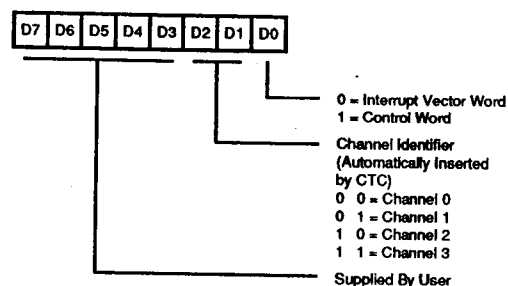 D7 D6 D5 D4 D3 D2 D1 D0
0 = Interrupt Vector Word
1 = Control Word
Channel Identifier
(Automatically Inserted
by CTC)
0 0 = Channel 0
0 1 = Channel 1
1 0 = Channel 2
1 1 = Channel 3
Supplied By User